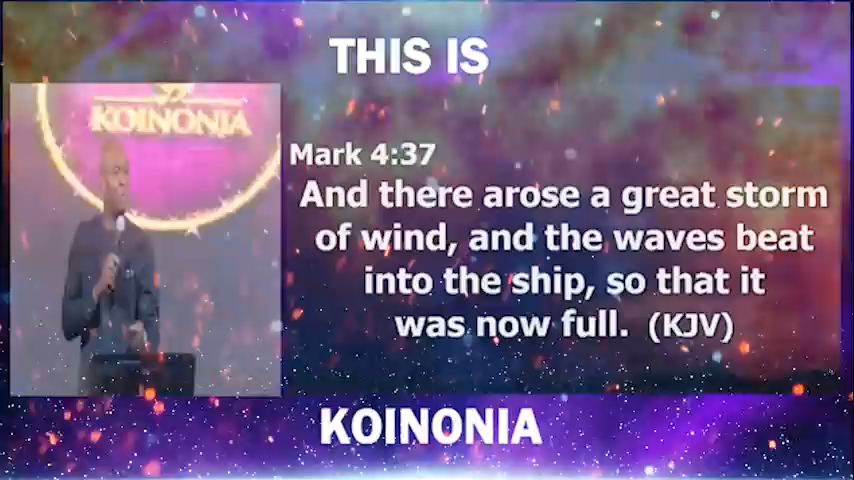 THIS IS
KOINONIA
Mark 4:37
And there arose a great storm
of wind, and the waves beat
into the ship, so that it
was now full. (KJV)
KOINONIA